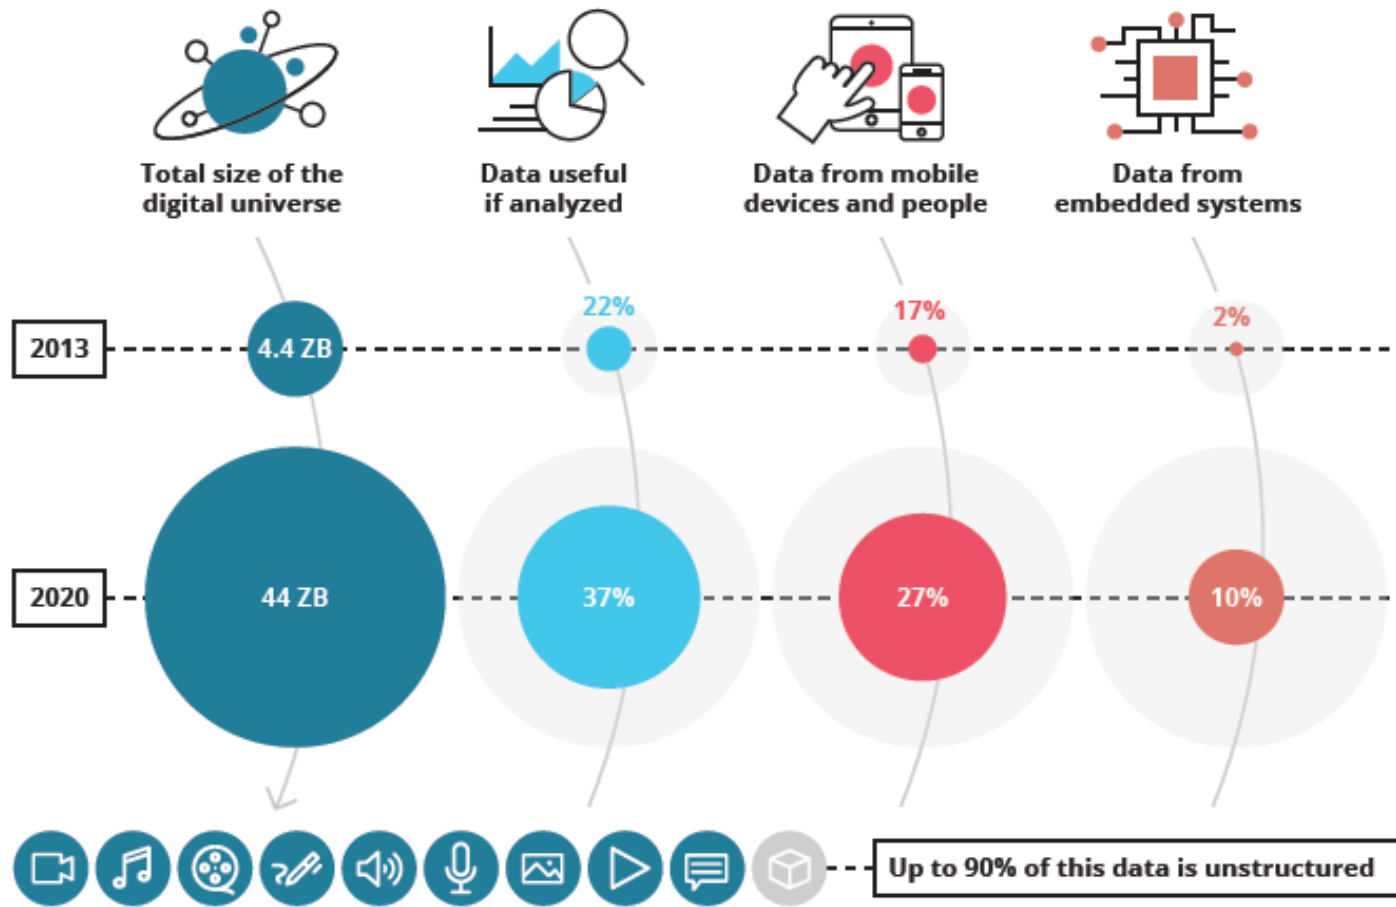 Total size of the
digital universe
Data useful
if analyzed
Data from mobile
devices and people
Data from
embedded systems
2013
4.4 ZB
22%
17%
2%
2020
44 ZB
37%
27%
10%
Up to 90% of this data is unstructured